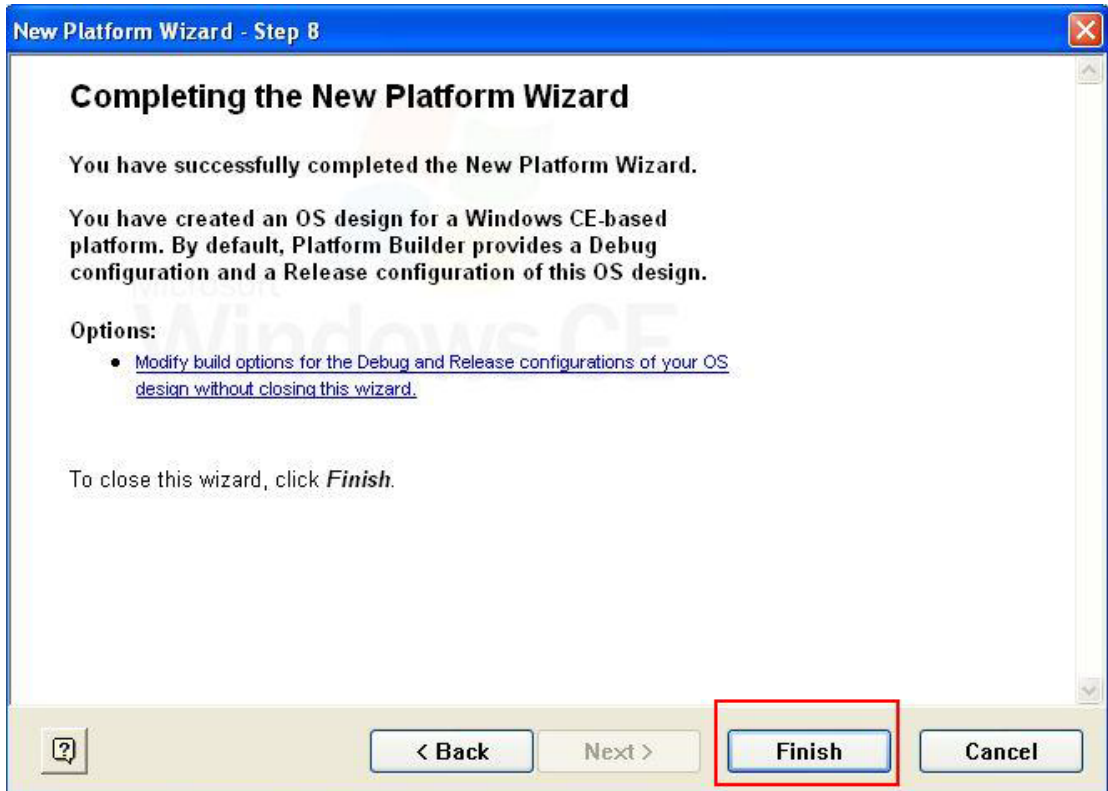 New Platform Wizard - Step 8
Completing the New Platform Wizard
You have successfully completed the New Platform Wizard.
You have created an OS design for a Windows CE-based
platform. By default, Platform Builder provides a Debug
configuration and a Release configuration of this OS design.
Microsoft
Windows CE
Options:
• Modify build options for the Debug and Release configurations of your OS
design without closing this wizard.
To close this wizard, click Finish.
?
< Back
Next >
Finish
Cancel